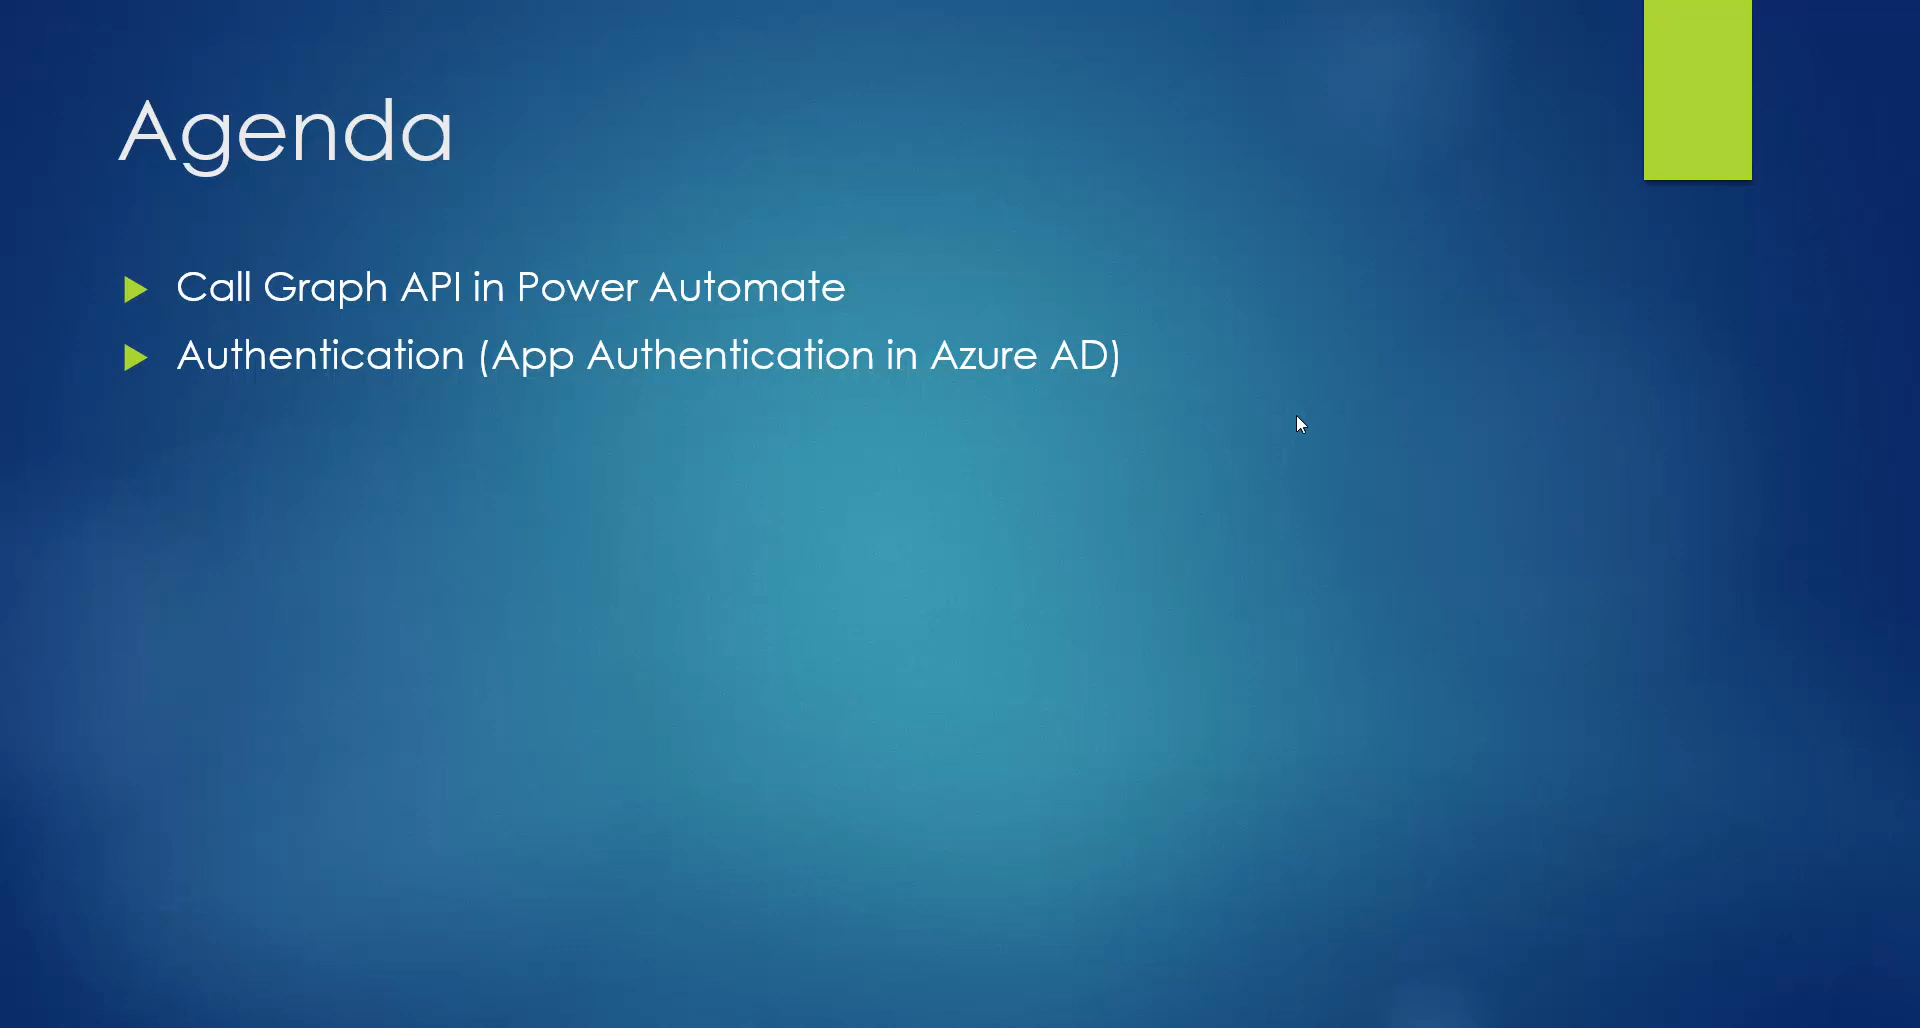 Agenda
Call Graph API in Power Automate
Authentication (App Authentication in Azure AD)